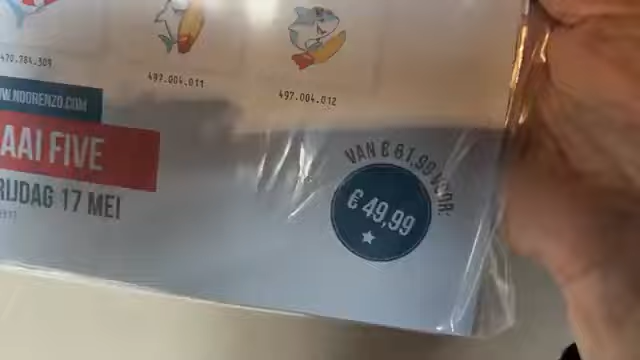 470.784.309
497.004.011
497.004.012
WW.NOORENZO.COM
AAI FIVE
RIJDAG 17 MEI
VAN € 61,99 VOOR:
€ 49,99